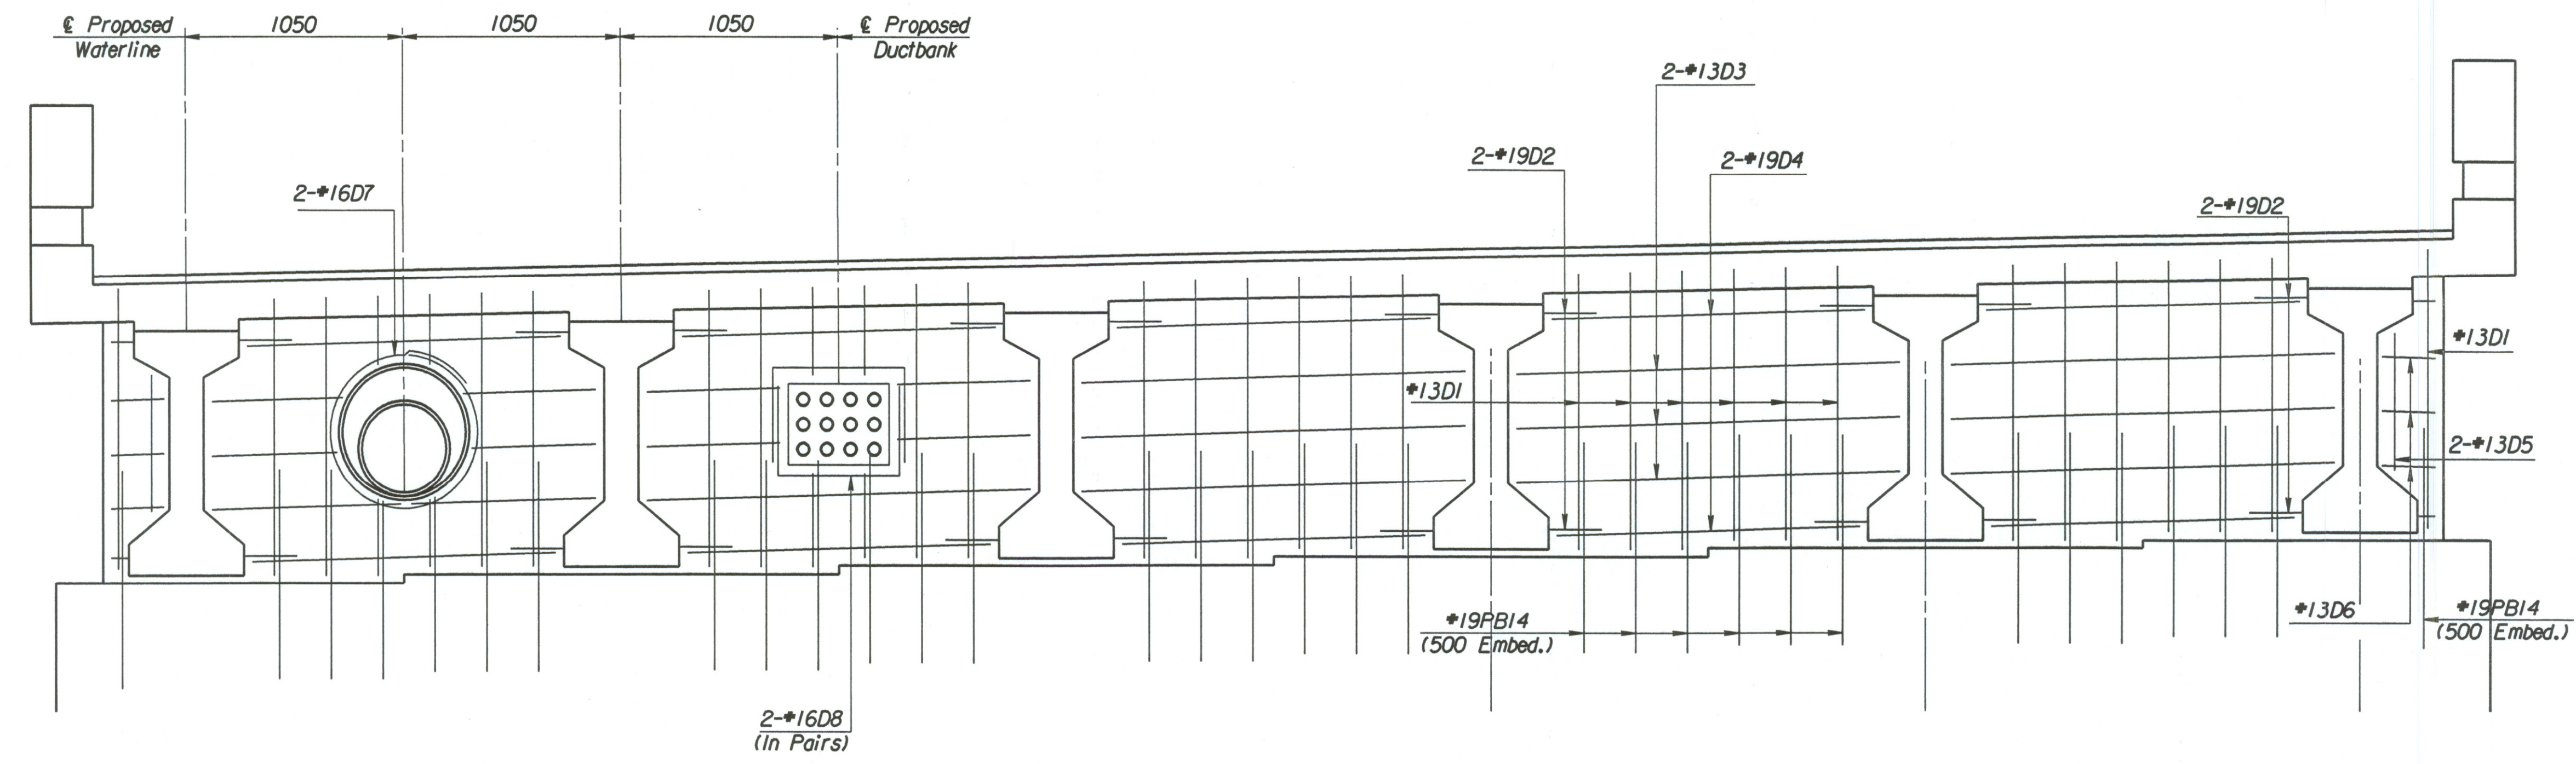 ℄ Proposed
Waterline
1050
1050
1050
℄ Proposed
Ductbank
2-#13D3
2-#19D2
2-#19D4
2-#16D7
2-#19D2
#13D1
#13D1
2-#13D5
#13D6
#19PB14
(500 Embed.)
#19PB14
(500 Embed.)
2-#16D8
(In Pairs)